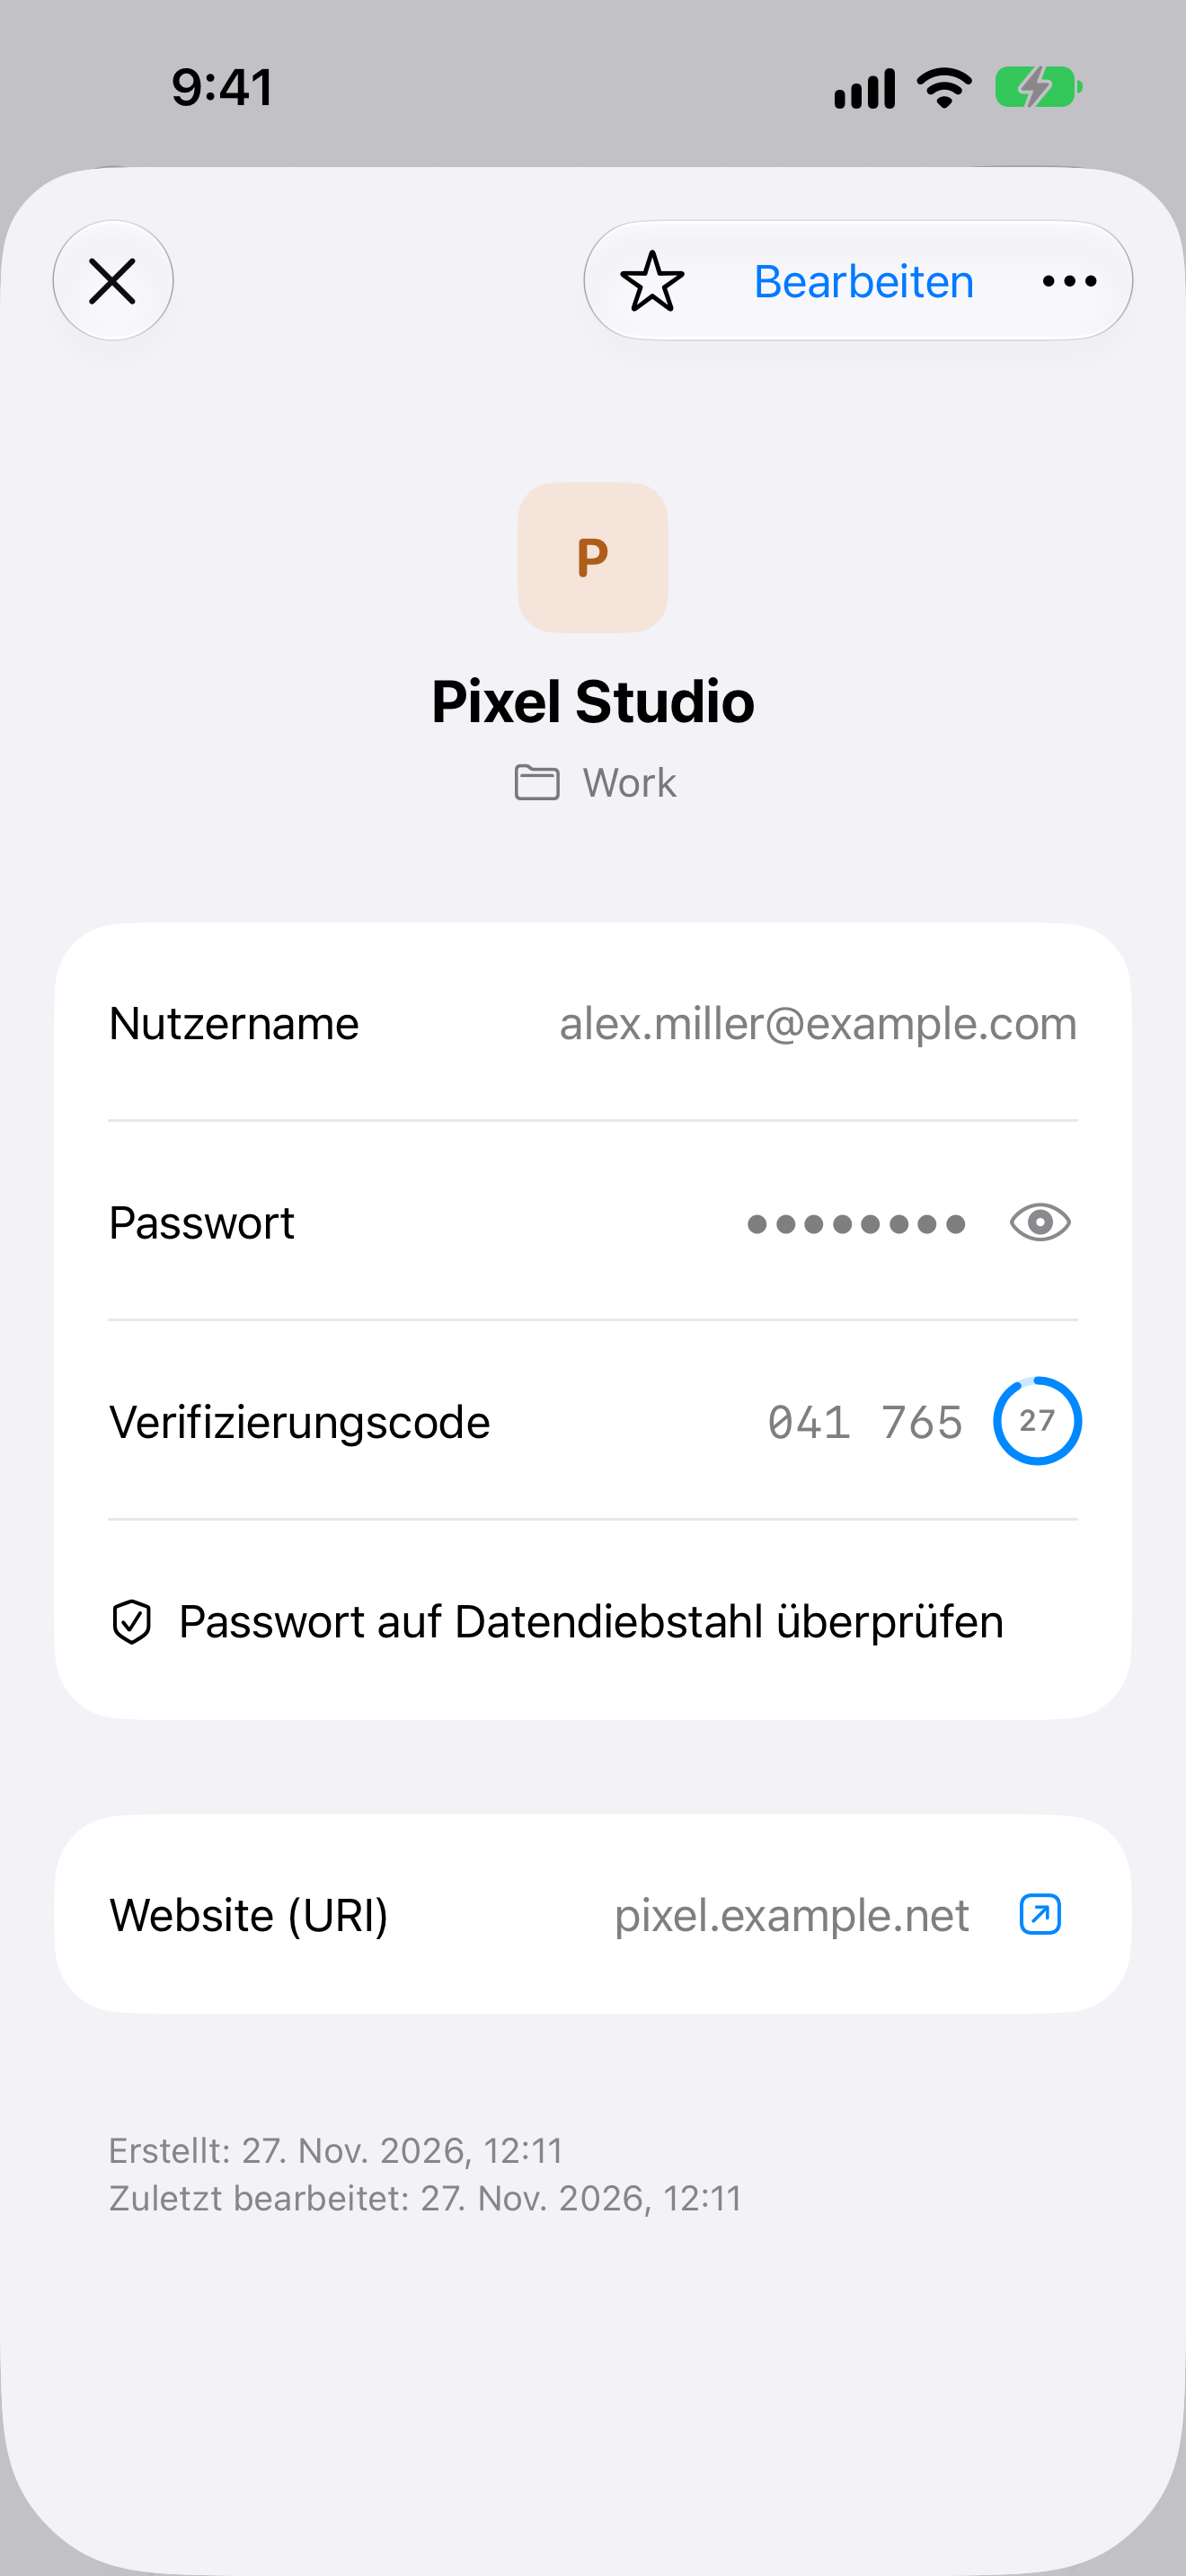 9:41
Bearbeiten
P
Pixel Studio
Work
Nutzername alex.miller@example.com
Passwort ••••••••
Verifizierungscode 041 765 27
Passwort auf Datendiebstahl überprüfen
Website (URI) pixel.example.net
Erstellt: 27. Nov. 2026, 12:11
Zuletzt bearbeitet: 27. Nov. 2026, 12:11